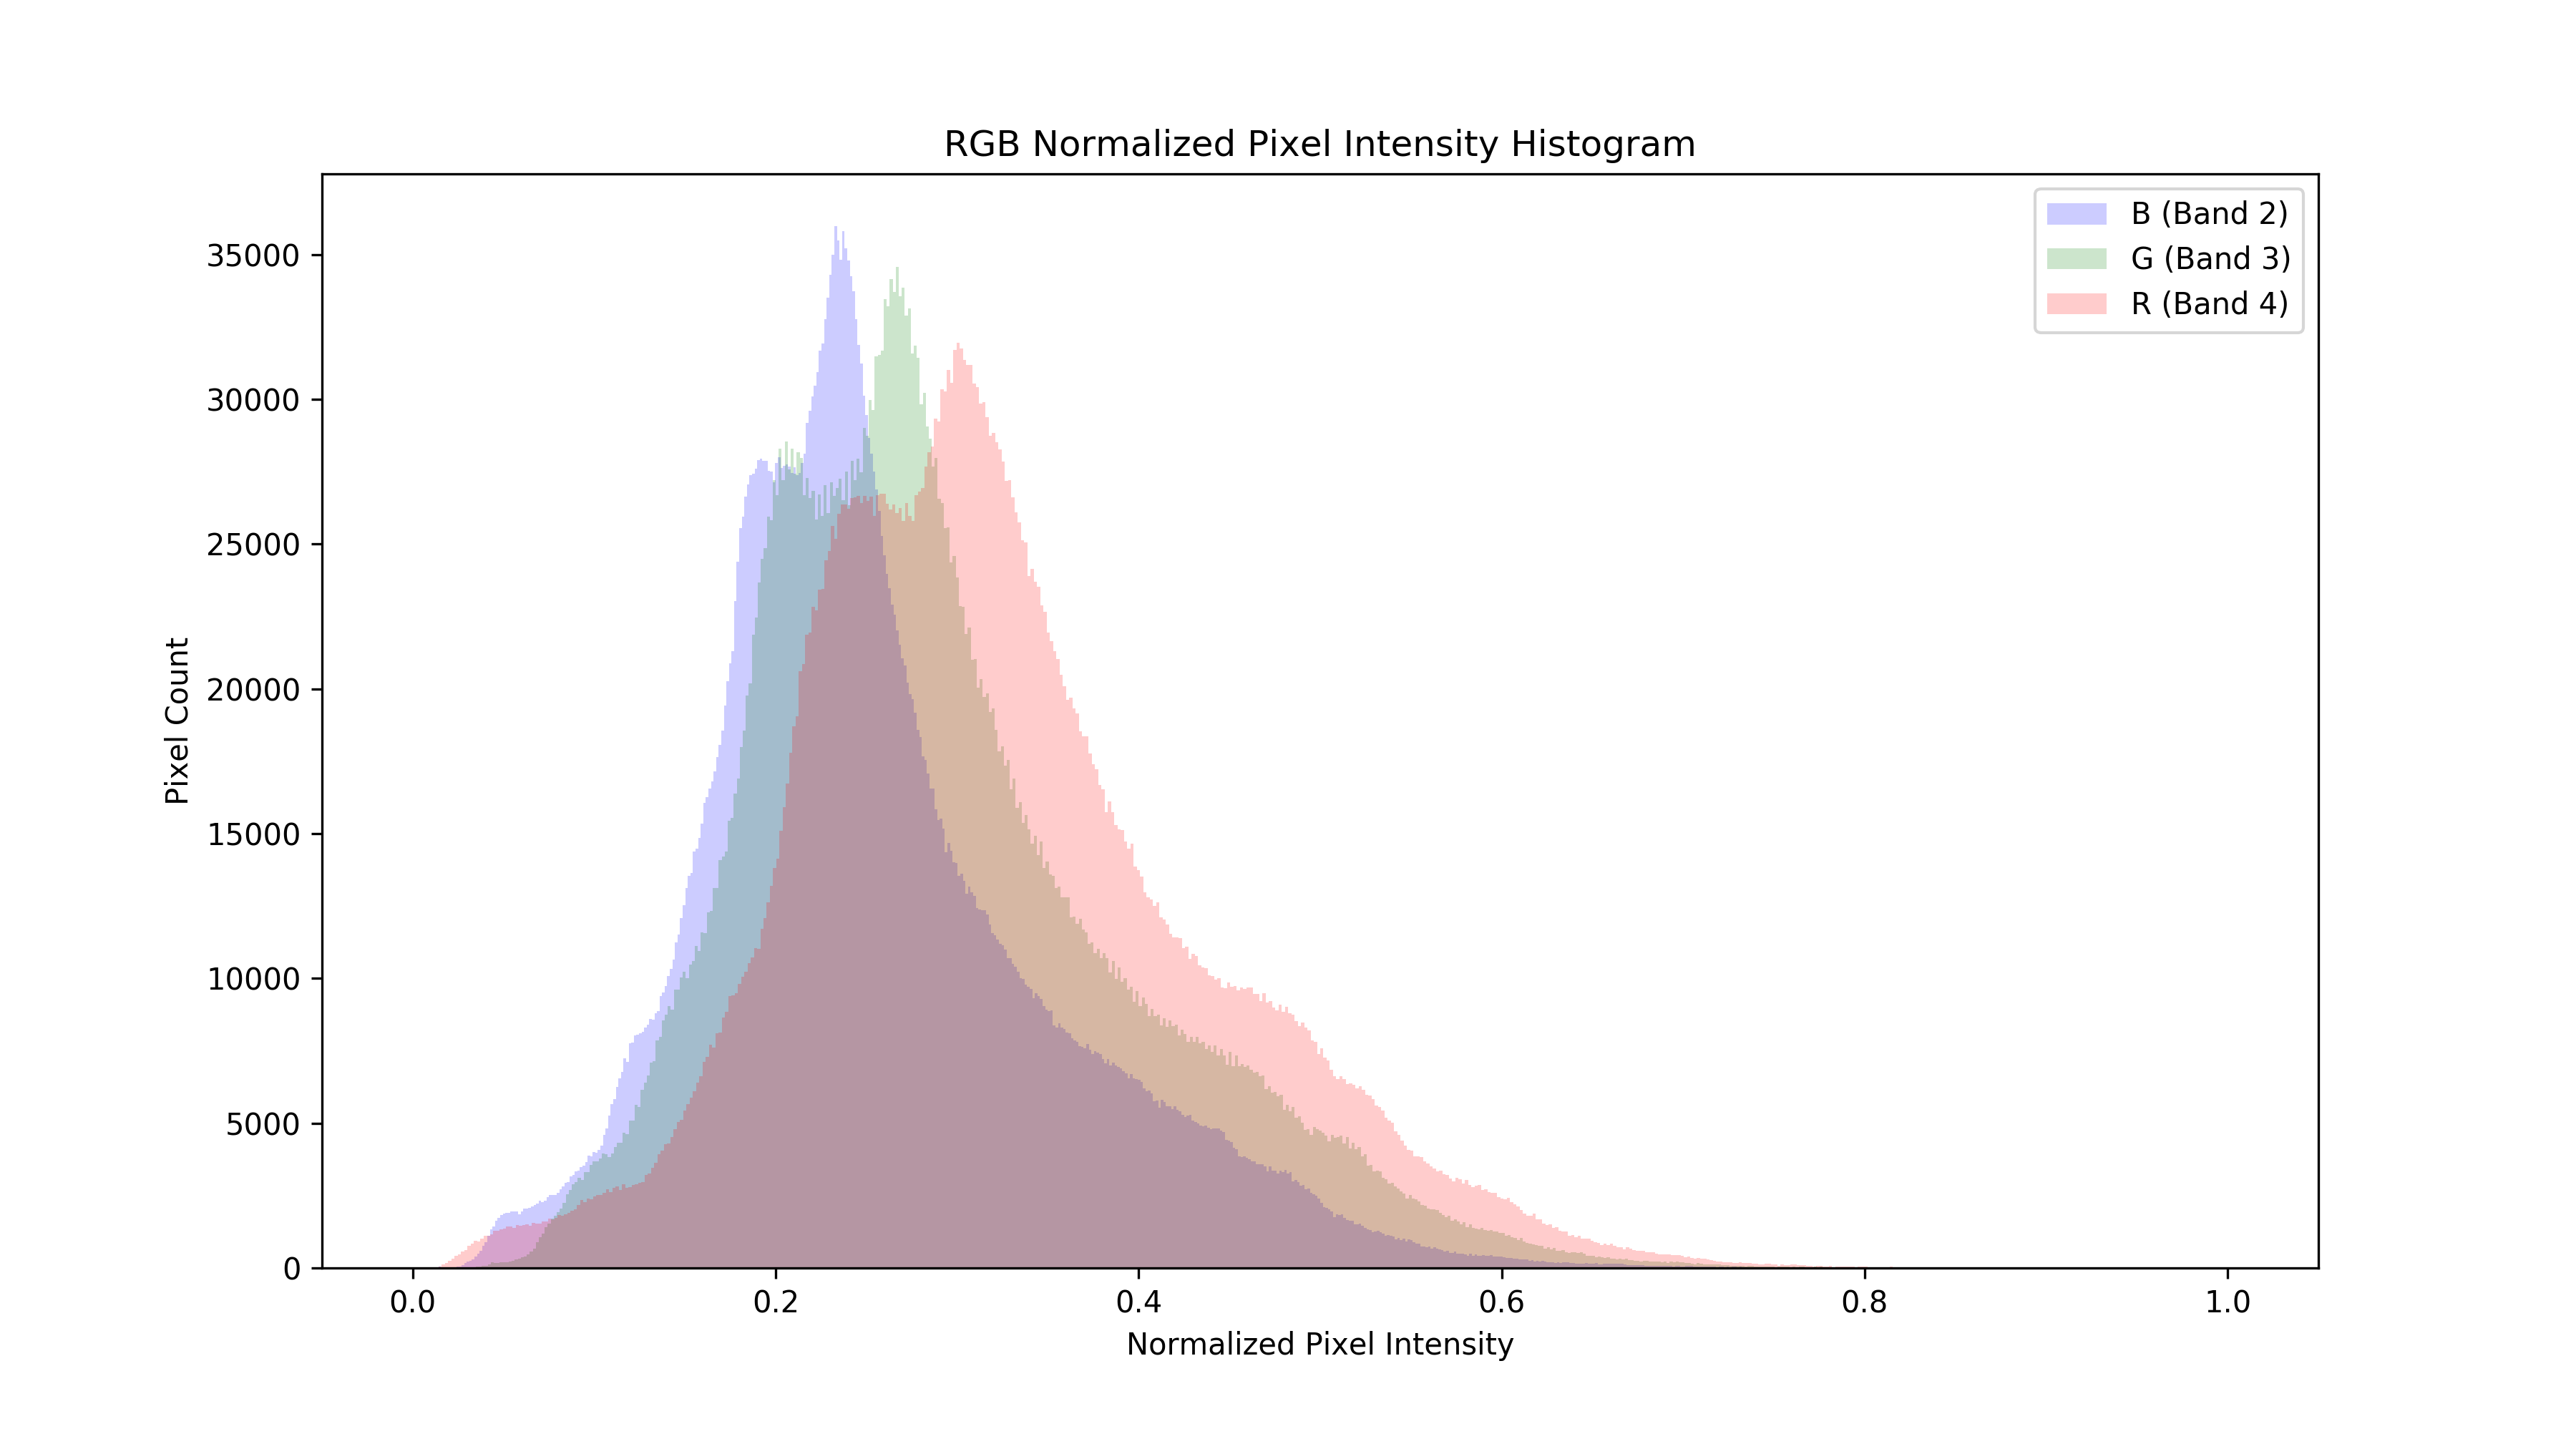 RGB Normalized Pixel Intensity Histogram
B (Band 2)
G (Band 3)
R (Band 4)
35000
30000
25000
20000
15000
10000
5000
0
Pixel Count
0.0 0.2 0.4 0.6 0.8 1.0
Normalized Pixel Intensity